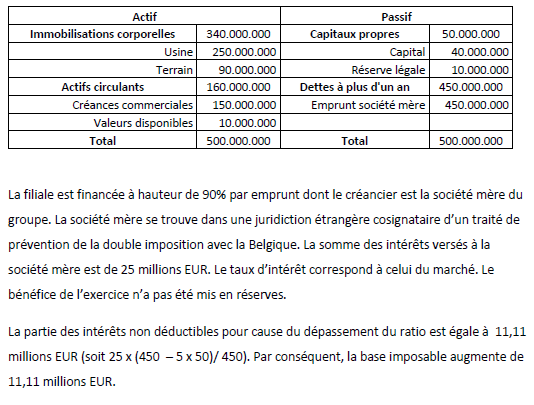 Actif Passif
Immobilisations corporelles 340.000.000 Capitaux propres 50.000.000
Usine 250.000.000 Capital 40.000.000
Terrain 90.000.000 Réserve légale 10.000.000
Actifs circulants 160.000.000 Dettes à plus d'un an 450.000.000
Créances commerciales 150.000.000 Emprunt société mère 450.000.000
Valeurs disponibles 10.000.000
Total 500.000.000 Total 500.000.000
La filiale est financée à hauteur de 90% par emprunt dont le créancier est la société mère du
groupe. La société mère se trouve dans une juridiction étrangère cosignataire d’un traité de
prévention de la double imposition avec la Belgique. La somme des intérêts versés à la
société mère est de 25 millions EUR. Le taux d’intérêt correspond à celui du marché. Le
bénéfice de l’exercice n’a pas été mis en réserves.
La partie des intérêts non déductibles pour cause du dépassement du ratio est égale à 11,11
millions EUR (soit 25 x (450 – 5 x 50)/ 450). Par conséquent, la base imposable augmente de
11,11 millions EUR.